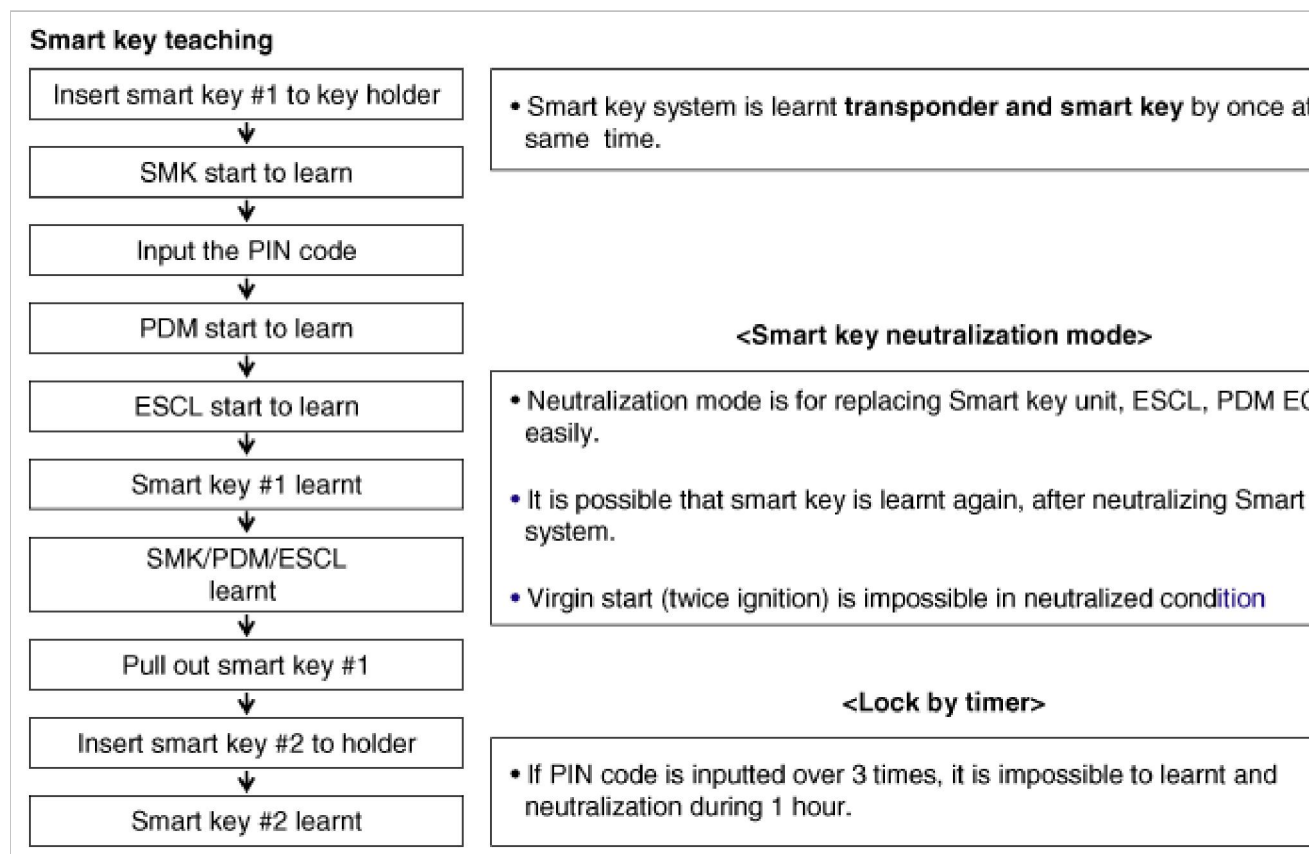 Smart key teaching
Insert smart key #1 to key holder
SMK start to learn
Input the PIN code
PDM start to learn
ESCL start to learn
Smart key #1 learnt
SMK/PDM/ESCL
learnt
Pull out smart key #1
Insert smart key #2 to holder
Smart key #2 learnt
• Smart key system is learnt transponder and smart key by once at
same time.
<Smart key neutralization mode>
• Neutralization mode is for replacing Smart key unit, ESCL, PDM
easily.
• It is possible that smart key is learnt again, after neutralizing Smart
system.
• Virgin start (twice ignition) is impossible in neutralized condition
<Lock by timer>
• If PIN code is inputted over 3 times, it is impossible to learnt and
neutralization during 1 hour.